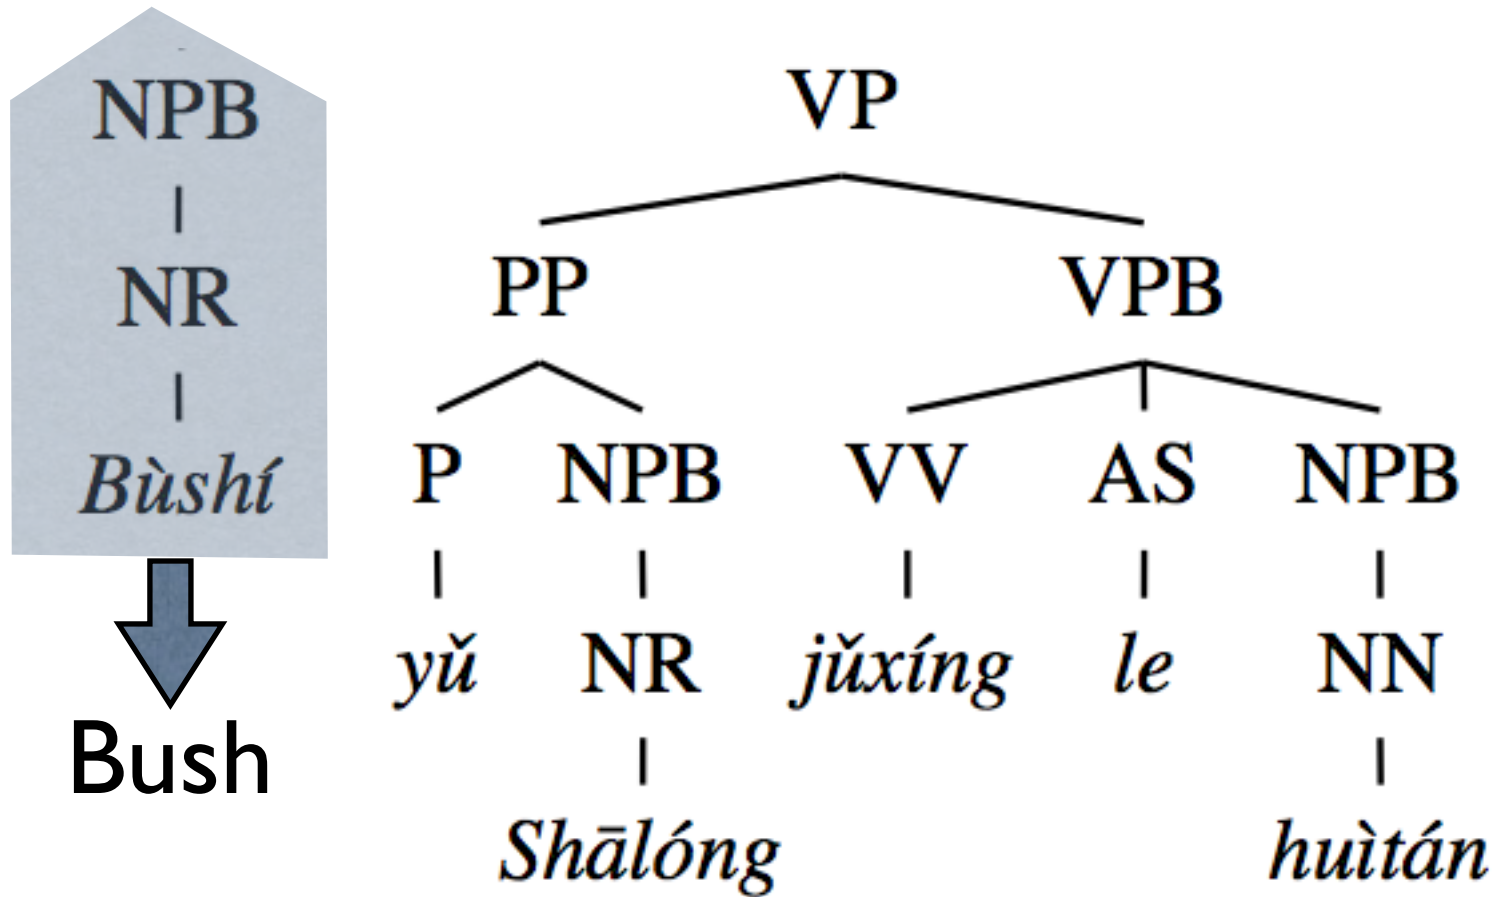 NPB VP
NR PP VPB
Bùshí P NPB VV AS NPB
yǔ NR jǔxíng le NN
Bush Shālóng huìtán